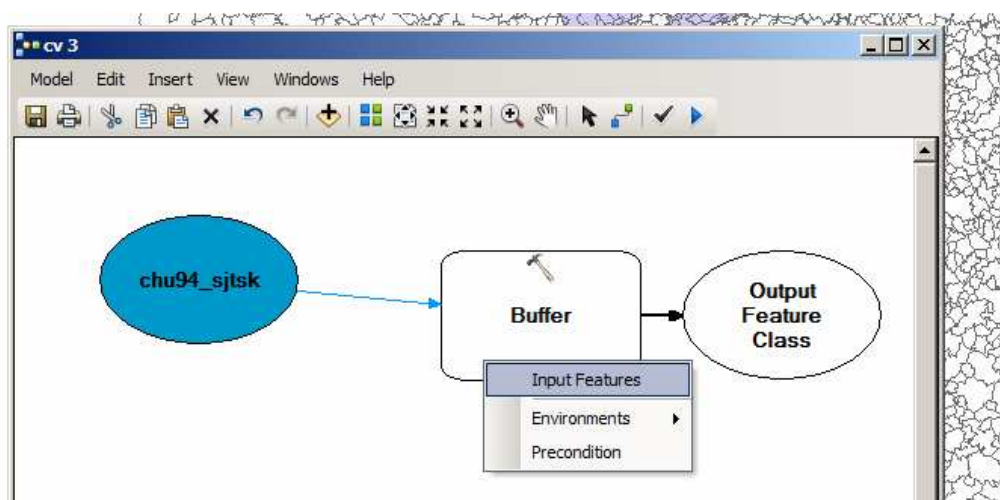 cv 3
Model Edit Insert View Windows Help
chu94_sjtsk
Buffer
Output
Feature
Class
Input Features
Environments
Precondition